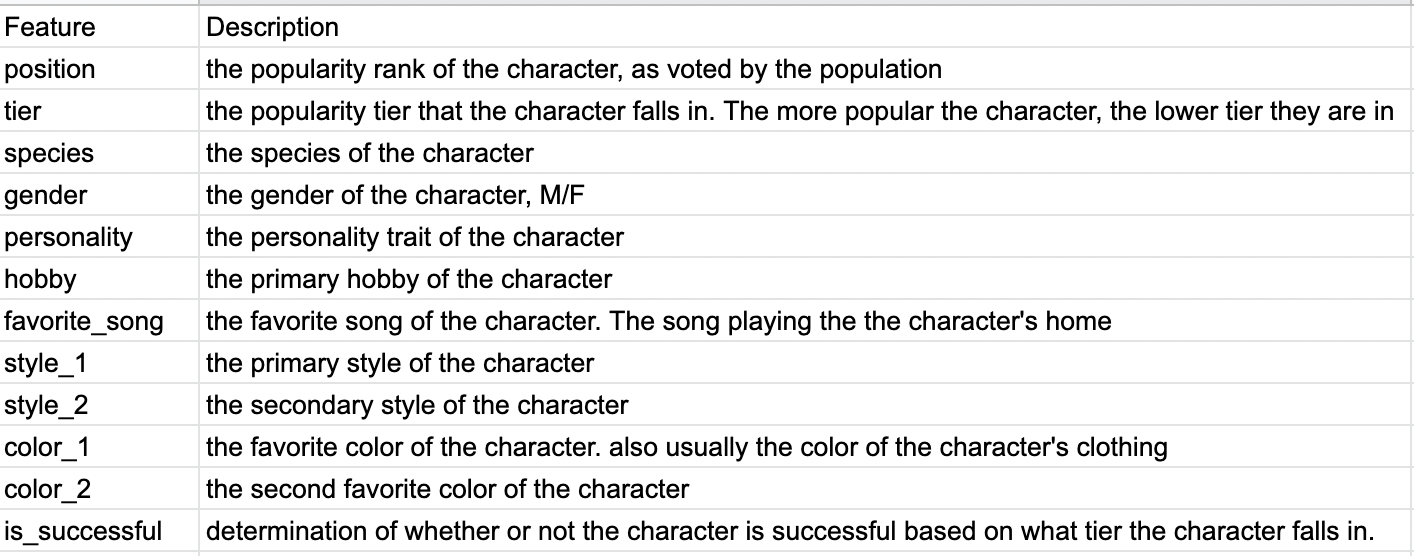 Feature Description
position the popularity rank of the character, as voted by the population
tier the popularity tier that the character falls in. The more popular the character, the lower tier they are in
species the species of the character
gender the gender of the character, M/F
personality the personality trait of the character
hobby the primary hobby of the character
favorite_song the favorite song of the character. The song playing the the character's home
style_1 the primary style of the character
style_2 the secondary style of the character
color_1 the favorite color of the character. also usually the color of the character's clothing
color_2 the second favorite color of the character
is_successful determination of whether or not the character is successful based on what tier the character falls in.